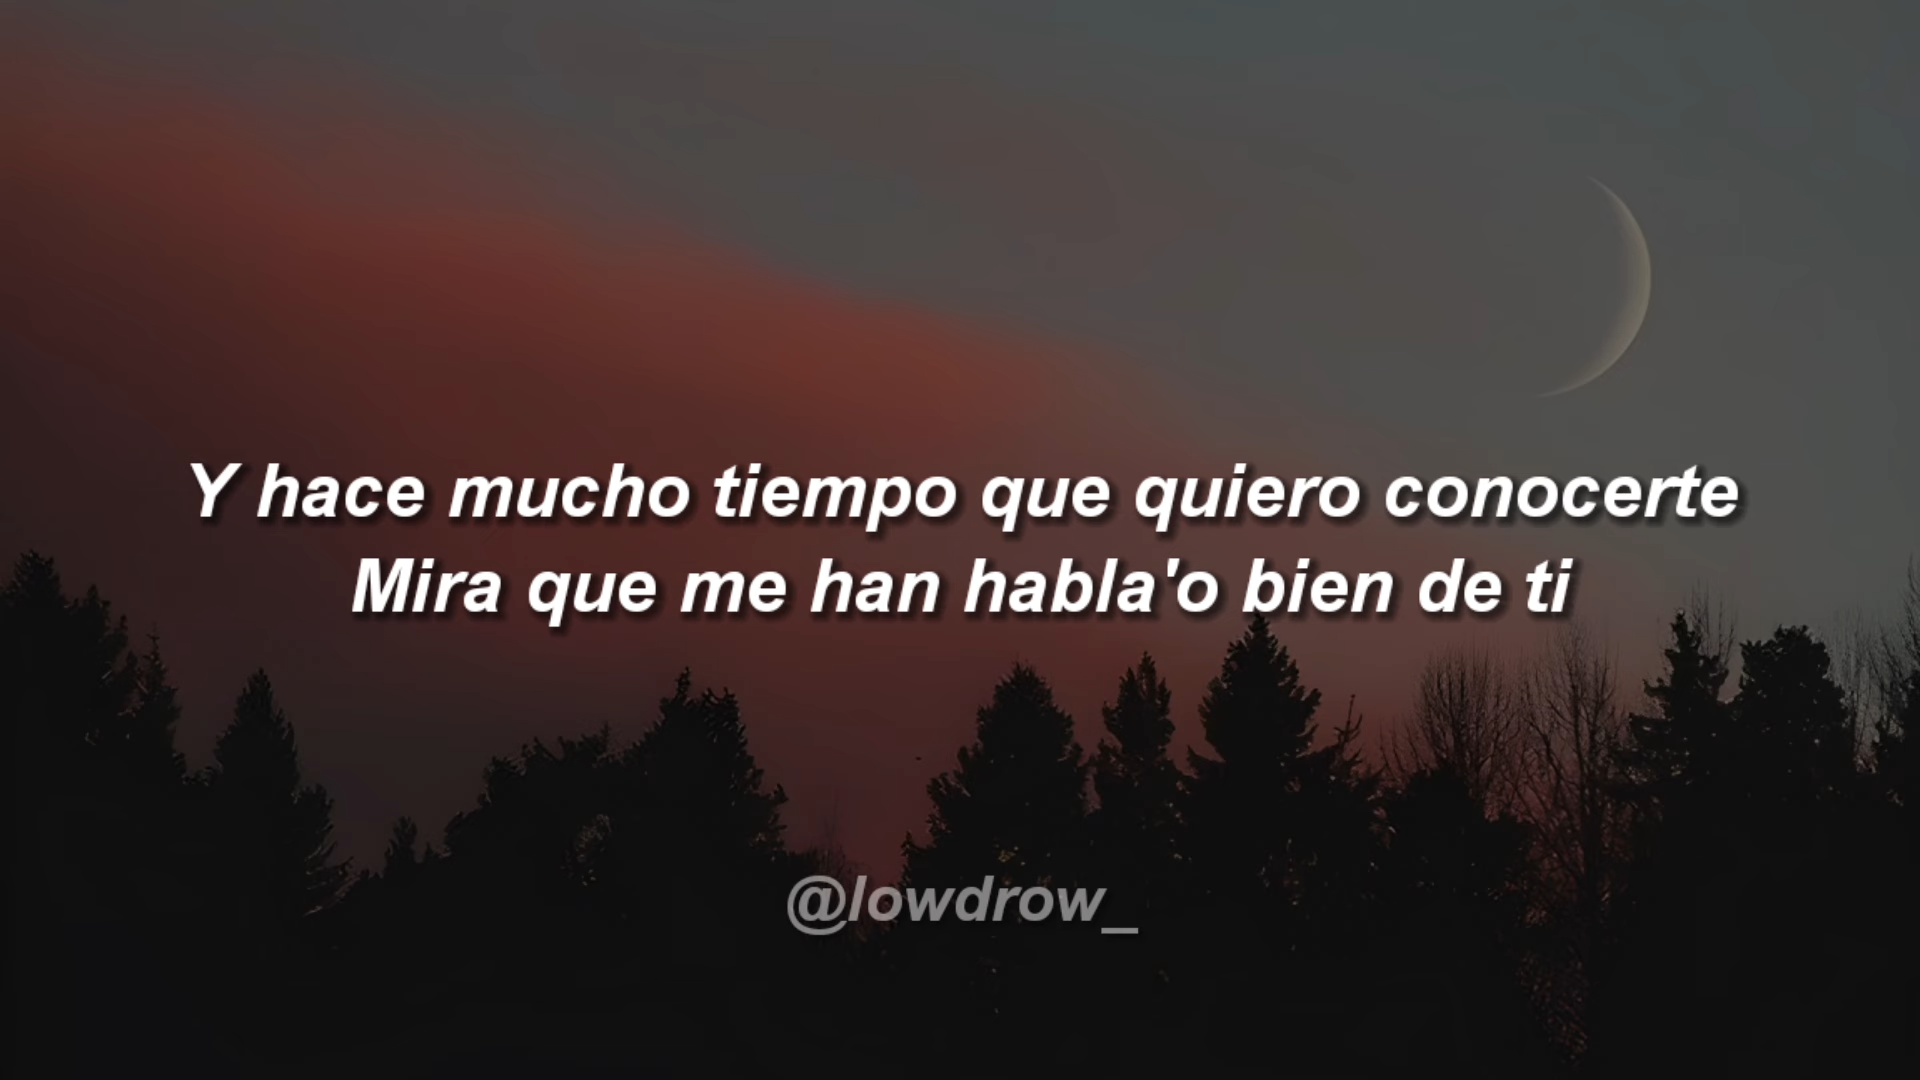 Y hace mucho tiempo que quiero conocerte
Mira que me han habla'o bien de ti
@lowdrow_